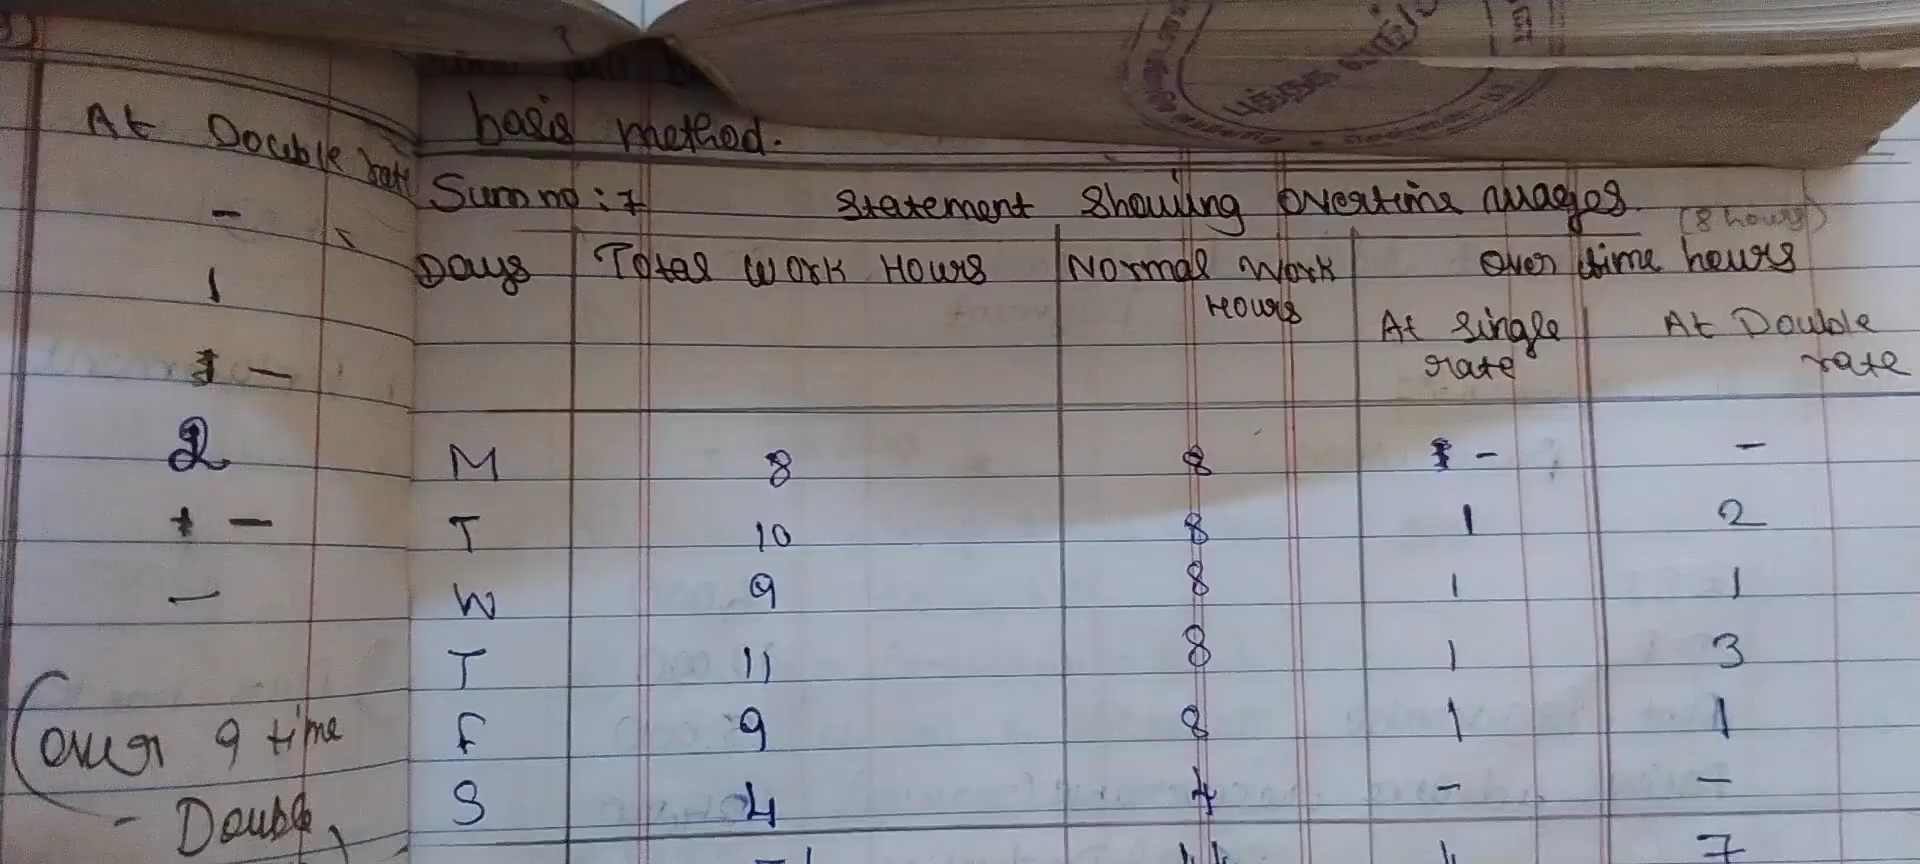 At Double rate
-
1
-
2
-
-
(over 9 time
- Double
basis method.
Sum no : 7 Statement Showing Overtime wages
(8 hours)
Days Total Work Hours Normal Work Hours Over time hours
At Single rate At Double rate
M 8 8 - -
T 10 8 1 2
W 9 8 1 1
T 11 8 1 3
F 9 8 1 1
S 4 4 - -
7